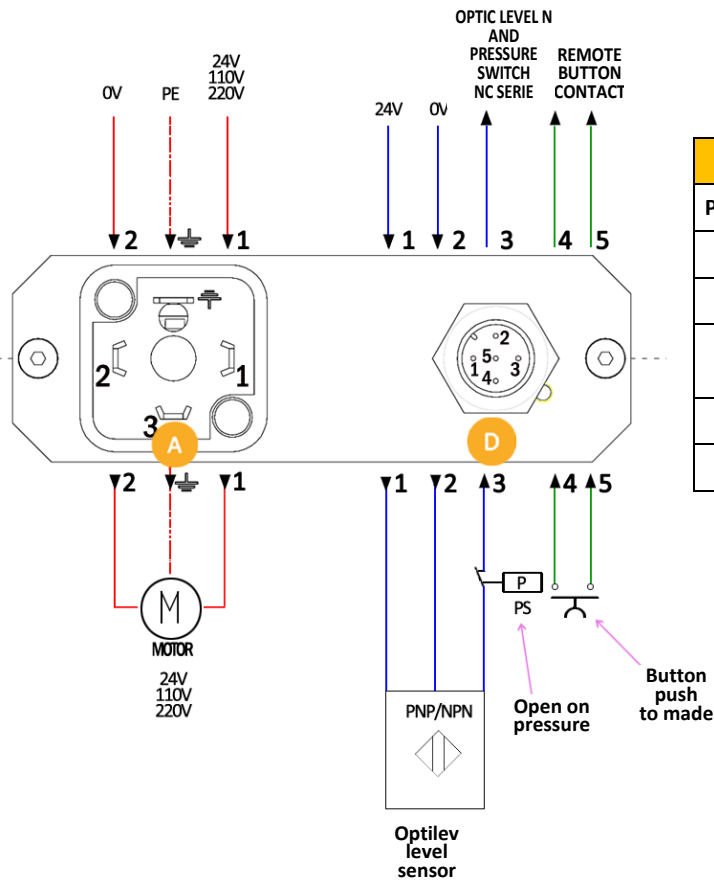 OPTIC LEVEL N
AND
PRESSURE
SWITCH
NC SERIE
REMOTE
BUTTON
CONTACT
24V
110V
220V
0V
PE
24V
0V
P
2
1
1
2
3
4
5
2
1
3
A
2
5
1
3
4
D
2
1
1
2
3
4
5
M
MOTOR
24V
110V
220V
P
PS
PNP/NPN
Open on
pressure
Button
push
to made
Optilev
level
sensor